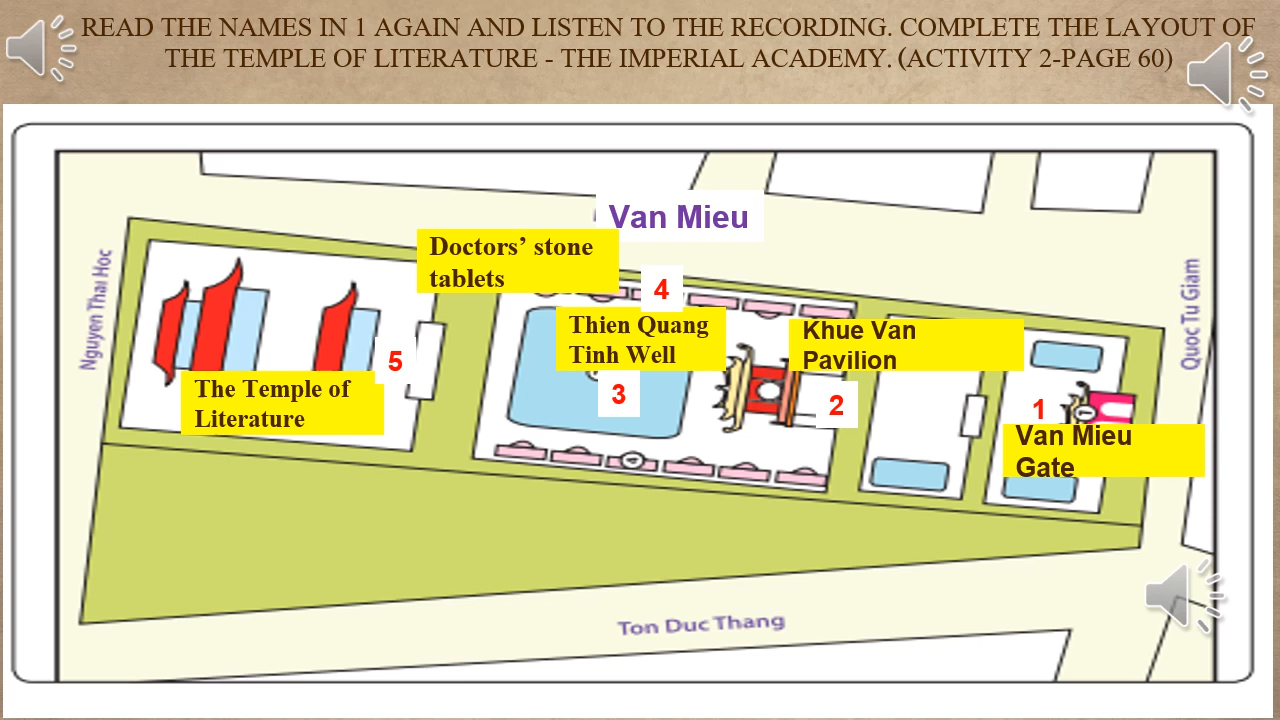 READ THE NAMES IN 1 AGAIN AND LISTEN TO THE RECORDING. COMPLETE THE LAYOUT OF
THE TEMPLE OF LITERATURE - THE IMPERIAL ACADEMY. (ACTIVITY 2-PAGE 60)
Van Mieu
Doctors’ stone
tablets
4
Thien Quang
Tinh Well
3
Khue Van
Pavilion
2
1
Van Mieu
Gate
5
The Temple of
Literature
Nguyen Thai Hoc
Quoc Tu Giam
Ton Duc Thang